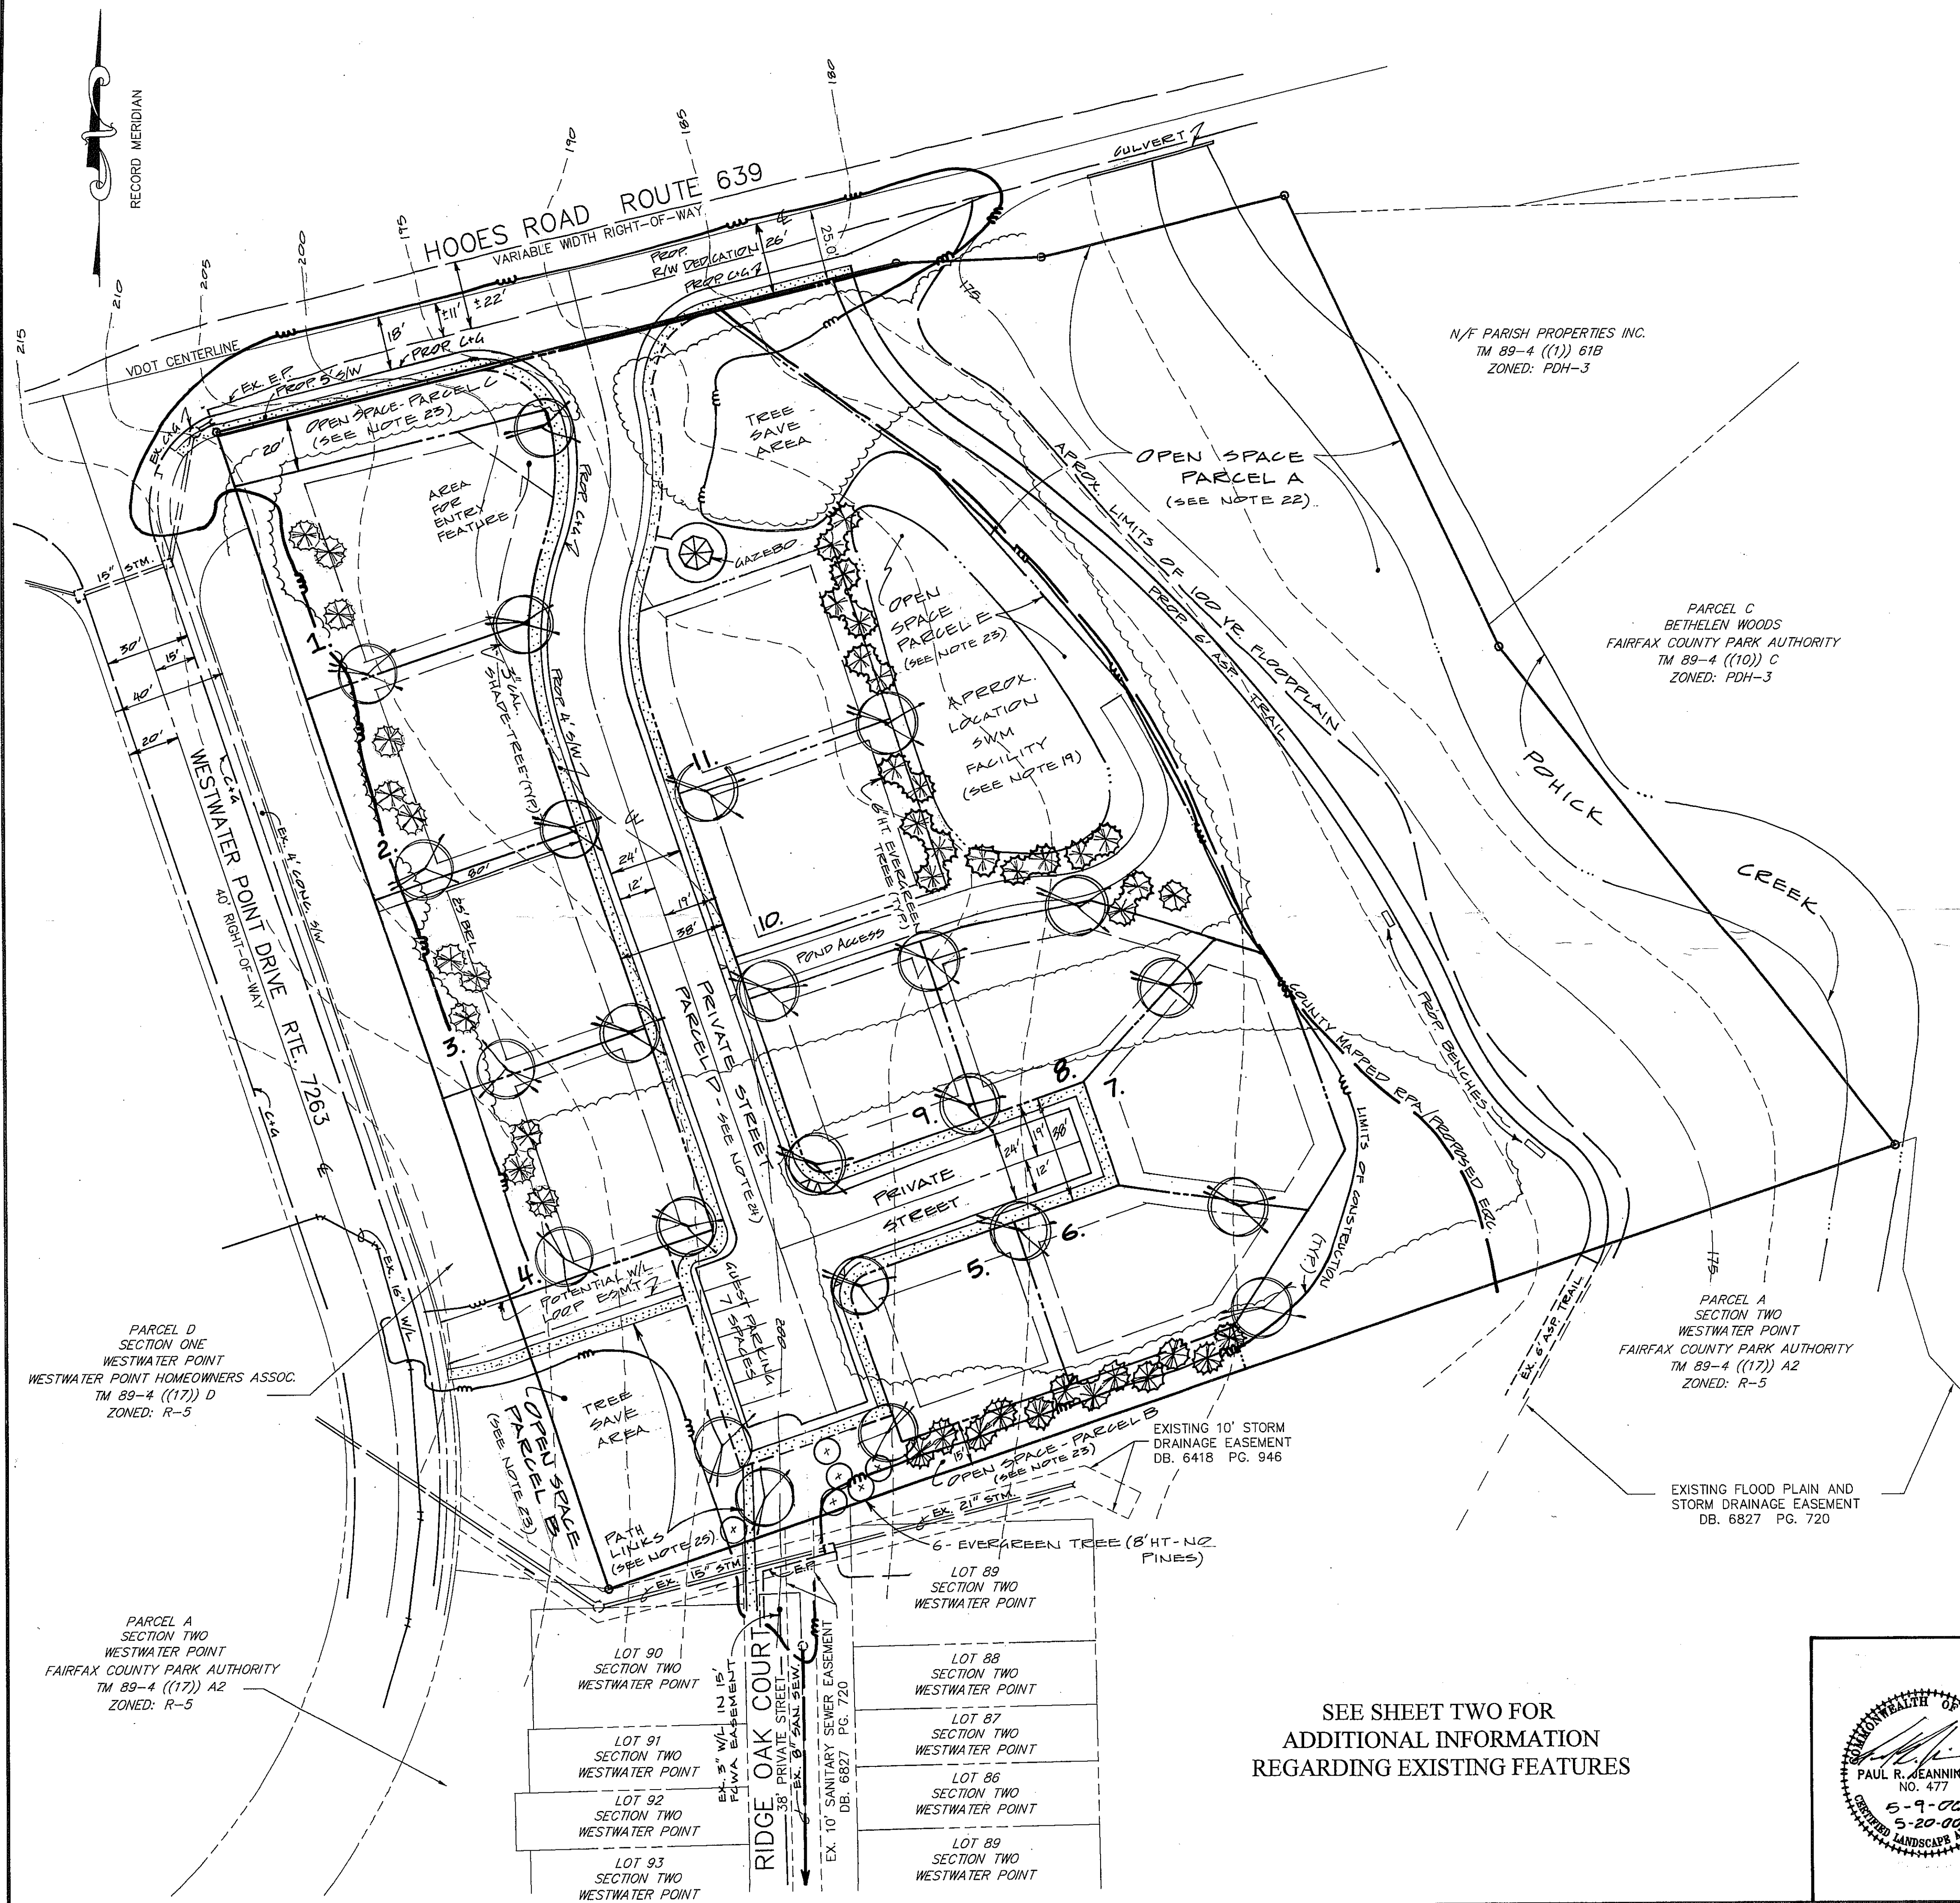 RECORD MERIDIAN
215
210
205
200
195
190
185
180
HOOES ROAD ROUTE 639
VARIABLE WIDTH RIGHT-OF-WAY
VDOT CENTERLINE
PROP.
R/W DEDICATION 26'
PROP. C+G
25.0'
CULVERT
175
18'
±11'
±22'
PROP. C+G
EX. E.P.
PROP. 5' S/W
EX. C+G
OPEN SPACE - PARCEL C
(SEE NOTE 23)
20'
AREA
FOR
ENTRY
FEATURE
PROP. C+G
TREE
SAVE
AREA
GAZEBO
N/F PARISH PROPERTIES INC.
TM 89-4 ((1)) 61B
ZONED: PDH-3
OPEN SPACE
PARCEL A
(SEE NOTE 22)
APROX. LIMITS OF 100 YR. FLOODPLAIN
PROP. 6' ASP. TRAIL
OPEN
SPACE
PARCEL E
(SEE NOTE 23)
APPROX.
LOCATION
SWM
FACILITY
(SEE NOTE 19)
PARCEL C
BETHELEN WOODS
FAIRFAX COUNTY PARK AUTHORITY
TM 89-4 ((10)) C
ZONED: PDH-3
POHICK
CREEK
15" STM.
30'
15'
40'
20'
WESTWATER POINT DRIVE RTE. 7263
40' RIGHT-OF-WAY
C+G
EX. 4' CONC. S/W
C+G
1.
2.
3.
4.
3" CAL.
SHADE TREE (TYP.)
PROP. 4' S/W
80'
25' BRL
11.
10.
24'
12'
19'
38'
6' HT. EVERGREEN
TREE (TYP.)
POND ACCESS
PRIVATE STREET
PARCEL D - SEE NOTE 24)
9.
8.
7.
24'
19'
38'
12'
PRIVATE
STREET
5.
6.
COUNTY MAPPED RPA/PROPOSED EQC
PROP. BENCHES
LIMITS OF CONSTRUCTION
(TYP.)
EX. 16" W/L
POTENTIAL W/L
LOOP ESM'T
GUEST PARKING
7 SPACES
200
175
EX. 6' ASP. TRAIL
PARCEL D
SECTION ONE
WESTWATER POINT
WESTWATER POINT HOMEOWNERS ASSOC.
TM 89-4 ((17)) D
ZONED: R-5
PARCEL A
SECTION TWO
WESTWATER POINT
FAIRFAX COUNTY PARK AUTHORITY
TM 89-4 ((17)) A2
ZONED: R-5
OPEN SPACE
PARCEL B
(SEE NOTE 23)
TREE
SAVE
AREA
PATH
LINKS
(SEE NOTE 25)
15'
OPEN SPACE - PARCEL B
(SEE NOTE 23)
EXISTING 10' STORM
DRAINAGE EASEMENT
DB. 6418 PG. 946
EX. 21" STM.
EX. 15" STM
E.P.
6 - EVERGREEN TREE (8' HT - NO
PINES)
EXISTING FLOOD PLAIN AND
STORM DRAINAGE EASEMENT
DB. 6827 PG. 720
PARCEL A
SECTION TWO
WESTWATER POINT
FAIRFAX COUNTY PARK AUTHORITY
TM 89-4 ((17)) A2
ZONED: R-5
LOT 90
SECTION TWO
WESTWATER POINT
LOT 91
SECTION TWO
WESTWATER POINT
LOT 92
SECTION TWO
WESTWATER POINT
LOT 93
SECTION TWO
WESTWATER POINT
EX. 3" W/L IN 15'
FCWA EASEMENT
RIDGE OAK COURT
38' PRIVATE STREET
EX. 8" SAN. SEW.
EX. 10' SANITARY SEWER EASEMENT
DB. 6827 PG. 720
LOT 89
SECTION TWO
WESTWATER POINT
LOT 88
SECTION TWO
WESTWATER POINT
LOT 87
SECTION TWO
WESTWATER POINT
LOT 86
SECTION TWO
WESTWATER POINT
LOT 89
SECTION TWO
WESTWATER POINT
SEE SHEET TWO FOR
ADDITIONAL INFORMATION
REGARDING EXISTING FEATURES
COMMONWEALTH OF
PAUL R. JEANNIN
NO. 477
5-9-00
5-20-00
CERTIFIED LANDSCAPE